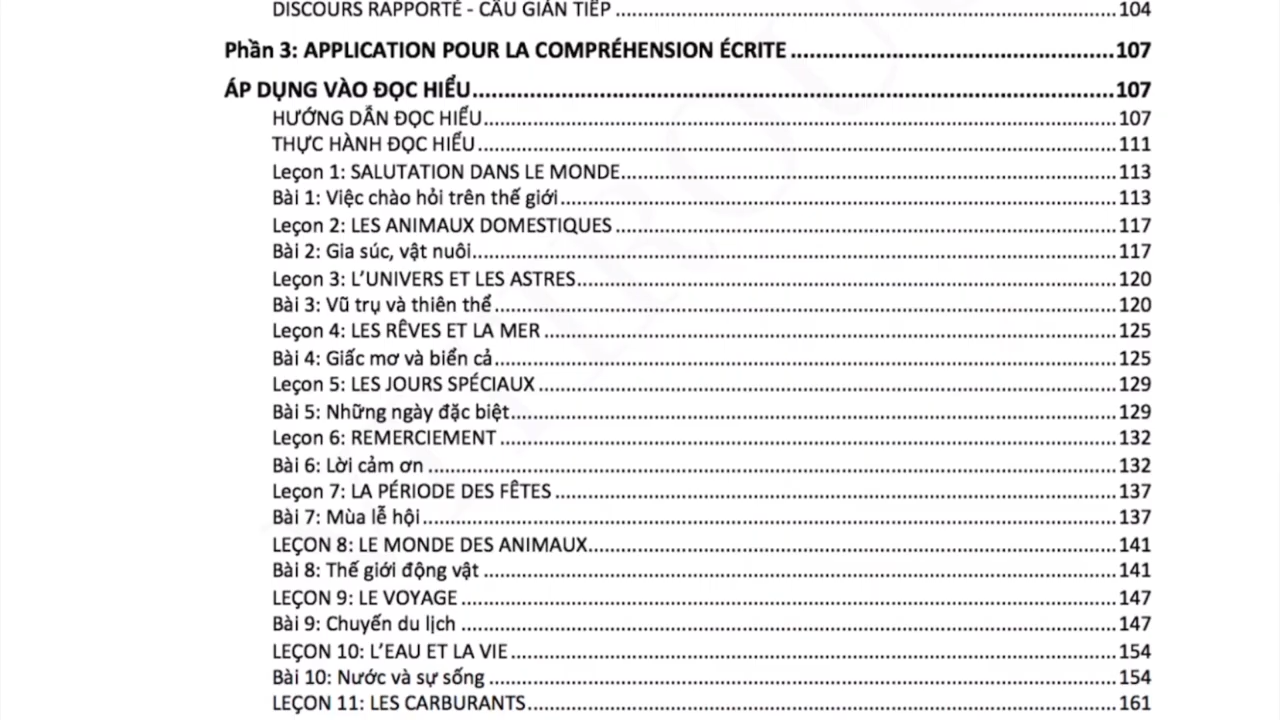 DISCOURS RAPPORTÉ - CÂU GIÁN TIẾP ........ 104
Phần 3: APPLICATION POUR LA COMPRÉHENSION ÉCRITE ........ 107
ÁP DỤNG VÀO ĐỌC HIỂU ........ 107
HƯỚNG DẪN ĐỌC HIỂU ........ 107
THỰC HÀNH ĐỌC HIỂU ........ 111
Leçon 1: SALUTATION DANS LE MONDE ........ 113
Bài 1: Việc chào hỏi trên thế giới ........ 113
Leçon 2: LES ANIMAUX DOMESTIQUES ........ 117
Bài 2: Gia súc, vật nuôi ........ 117
Leçon 3: L’UNIVERS ET LES ASTRES ........ 120
Bài 3: Vũ trụ và thiên thể ........ 120
Leçon 4: LES RÊVES ET LA MER ........ 125
Bài 4: Giấc mơ và biển cả ........ 125
Leçon 5: LES JOURS SPÉCIAUX ........ 129
Bài 5: Những ngày đặc biệt ........ 129
Leçon 6: REMERCIEMENT ........ 132
Bài 6: Lời cảm ơn ........ 132
Leçon 7: LA PÉRIODE DES FÊTES ........ 137
Bài 7: Mùa lễ hội ........ 137
LEÇON 8: LE MONDE DES ANIMAUX ........ 141
Bài 8: Thế giới động vật ........ 141
LEÇON 9: LE VOYAGE ........ 147
Bài 9: Chuyến du lịch ........ 147
LEÇON 10: L’EAU ET LA VIE ........ 154
Bài 10: Nước và sự sống ........ 154
LEÇON 11: LES CARBURANTS ........ 161